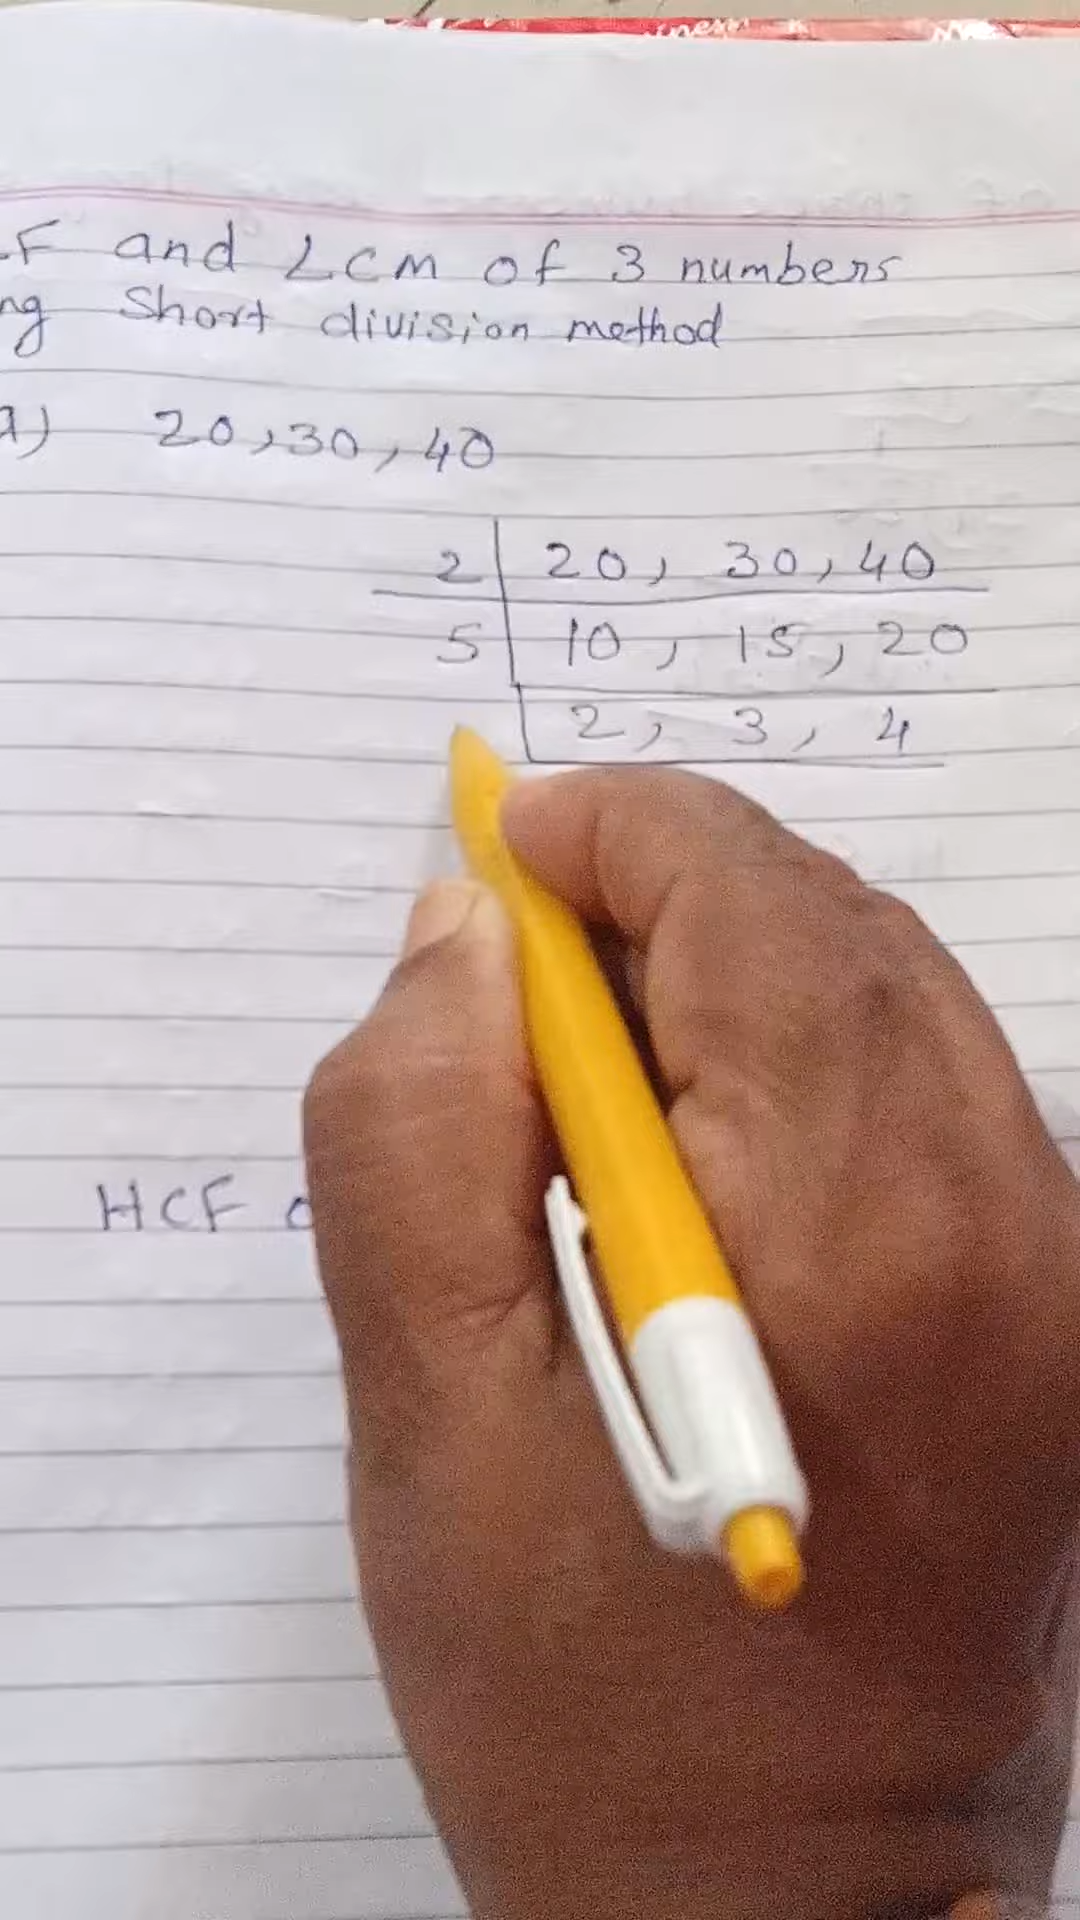 and LCM of 3 numbers
Short division method
20, 30, 40
2 | 20, 30, 40
5 | 10, 15, 20
2, 3, 4
HCF